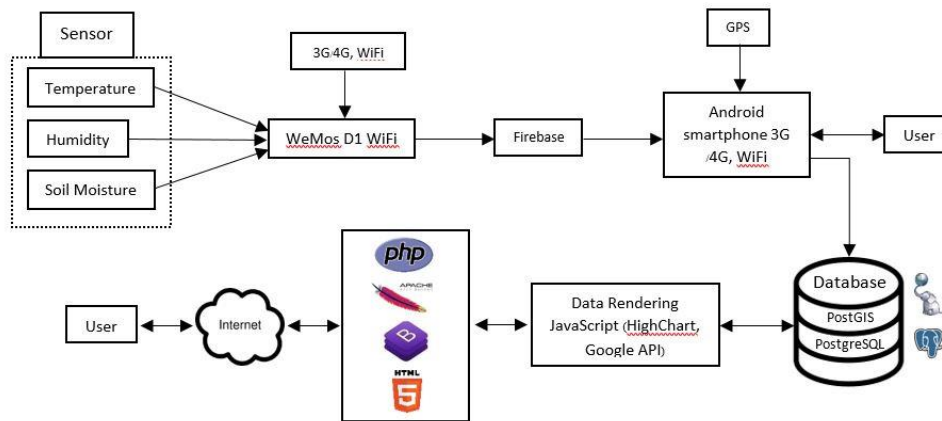 Sensor
Temperature
Humidity
Soil Moisture
3G/4G, WiFi
WeMos D1 WiFi
Firebase
GPS
Android
smartphone 3G
/4G, WiFi
User
User
Internet
php
APACHE
B
HTML
5
Data Rendering
JavaScript (HighChart,
Google API)
Database
PostGIS
PostgreSQL